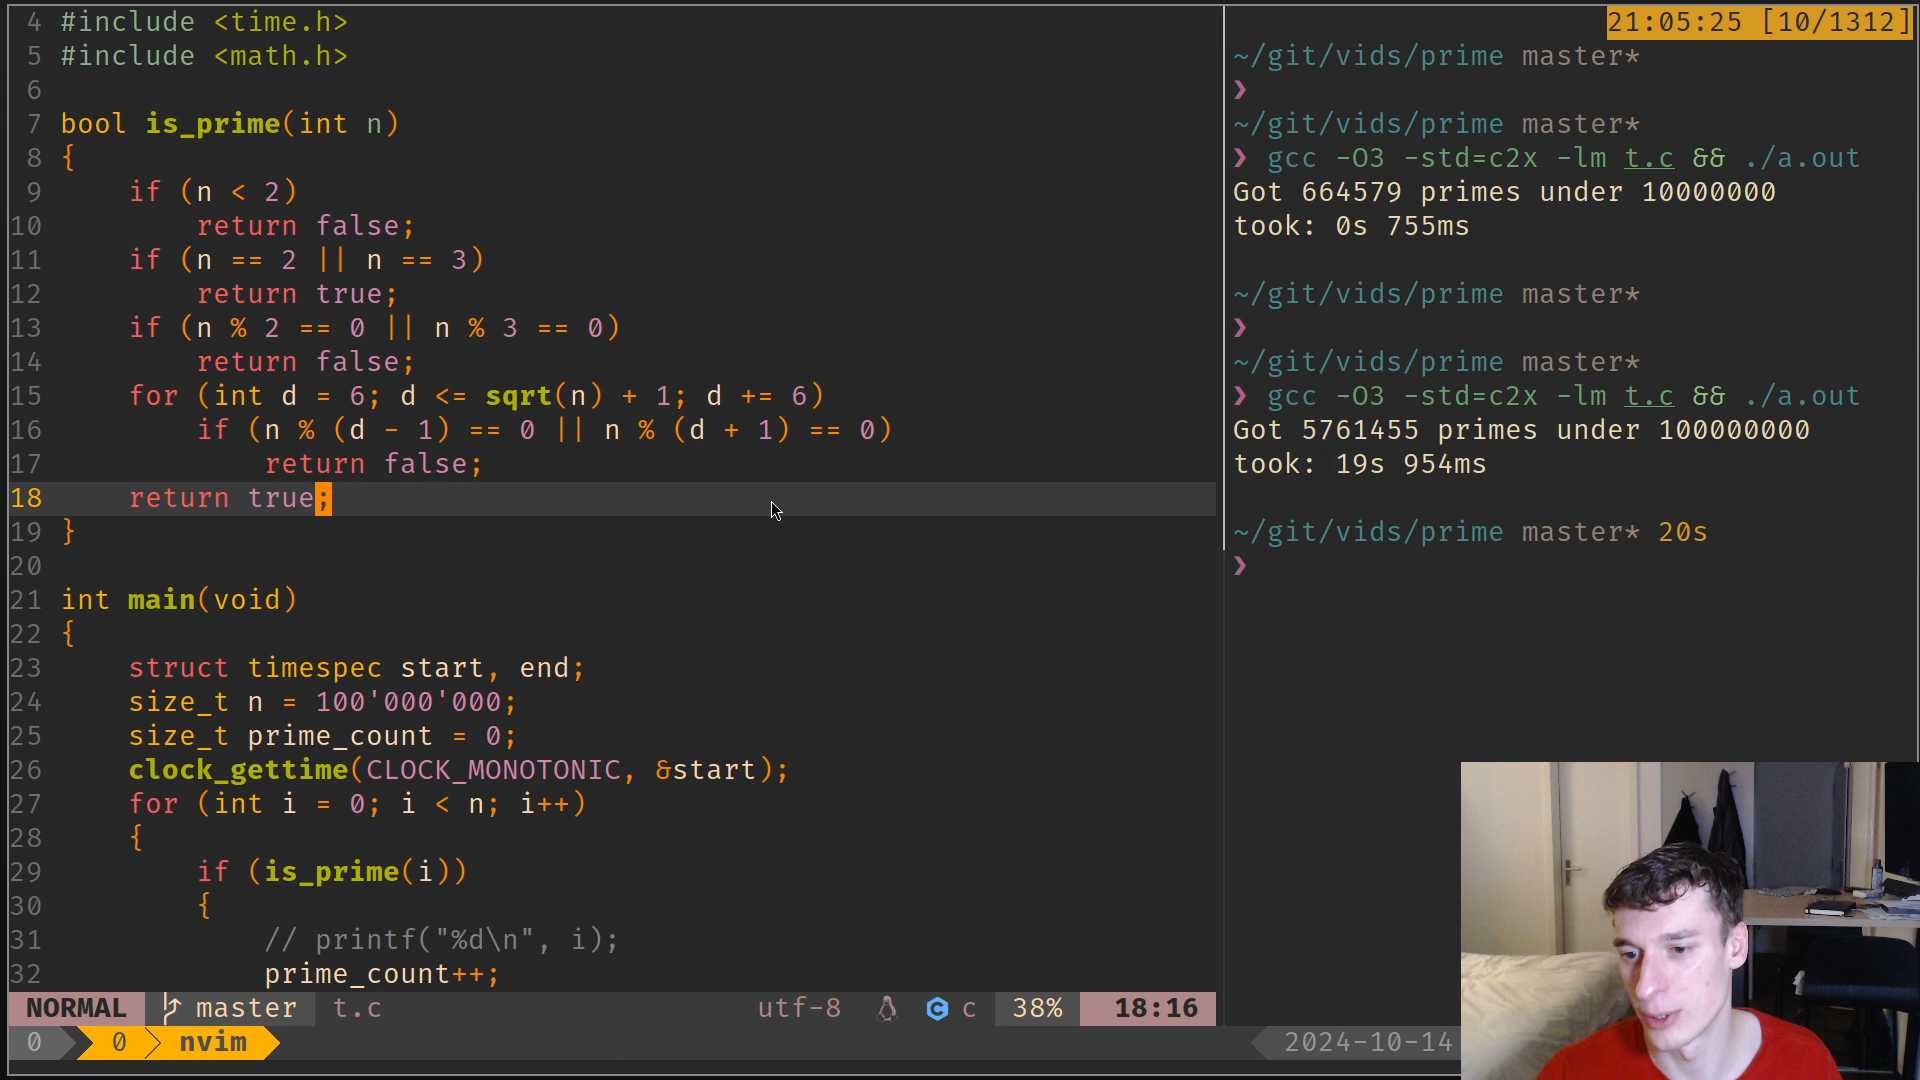 4 #include <time.h>
5 #include <math.h>
6
7 bool is_prime(int n)
8 {
9     if (n < 2)
10         return false;
11     if (n == 2 || n == 3)
12         return true;
13     if (n % 2 == 0 || n % 3 == 0)
14         return false;
15     for (int d = 6; d <= sqrt(n) + 1; d += 6)
16         if (n % (d - 1) == 0 || n % (d + 1) == 0)
17             return false;
18     return true;
19 }
20
21 int main(void)
22 {
23     struct timespec start, end;
24     size_t n = 100'000'000;
25     size_t prime_count = 0;
26     clock_gettime(CLOCK_MONOTONIC, &start);
27     for (int i = 0; i < n; i++)
28     {
29         if (is_prime(i))
30         {
31             // printf("%d\n", i);
32             prime_count++;
NORMAL master t.c utf-8 c 38% 18:16
0 0 nvim 2024-10-14
21:05:25 [10/1312]
~/git/vids/prime master*
❯
~/git/vids/prime master*
❯ gcc -O3 -std=c2x -lm t.c && ./a.out
Got 664579 primes under 10000000
took: 0s 755ms
~/git/vids/prime master*
❯
~/git/vids/prime master*
❯ gcc -O3 -std=c2x -lm t.c && ./a.out
Got 5761455 primes under 100000000
took: 19s 954ms
~/git/vids/prime master* 20s
❯